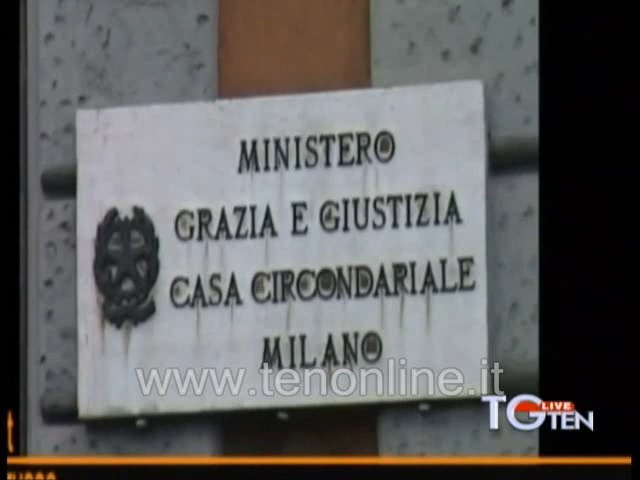 MINISTERO
GRAZIA E GIUSTIZIA
CASA CIRCONDARIALE
MILANO
www.tenonline.it
TG LIVE TEN